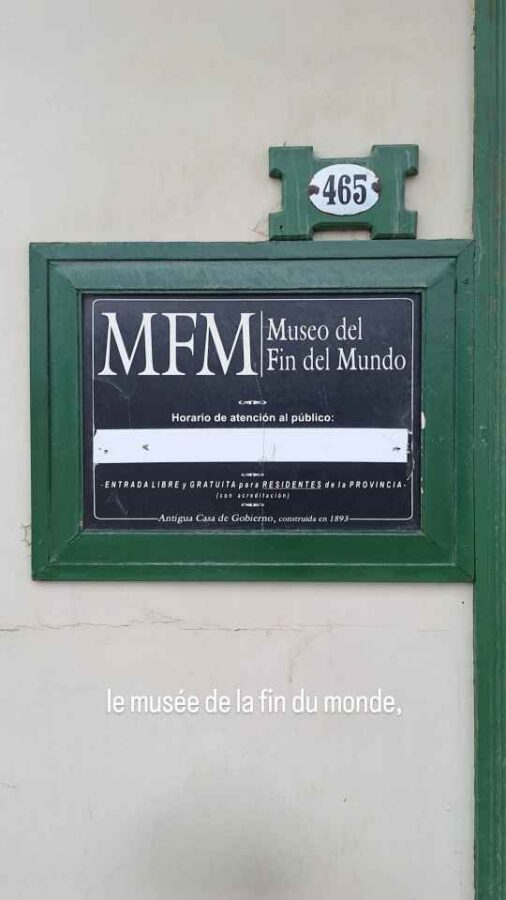 465
MFM
Museo del
Fin del Mundo
Horario de atención al público:
-ENTRADA LIBRE y GRATUITA para RESIDENTES de la PROVINCIA-
(con acreditación)
Antigua Casa de Gobierno, construida en 1893
le musée de la fin du monde,